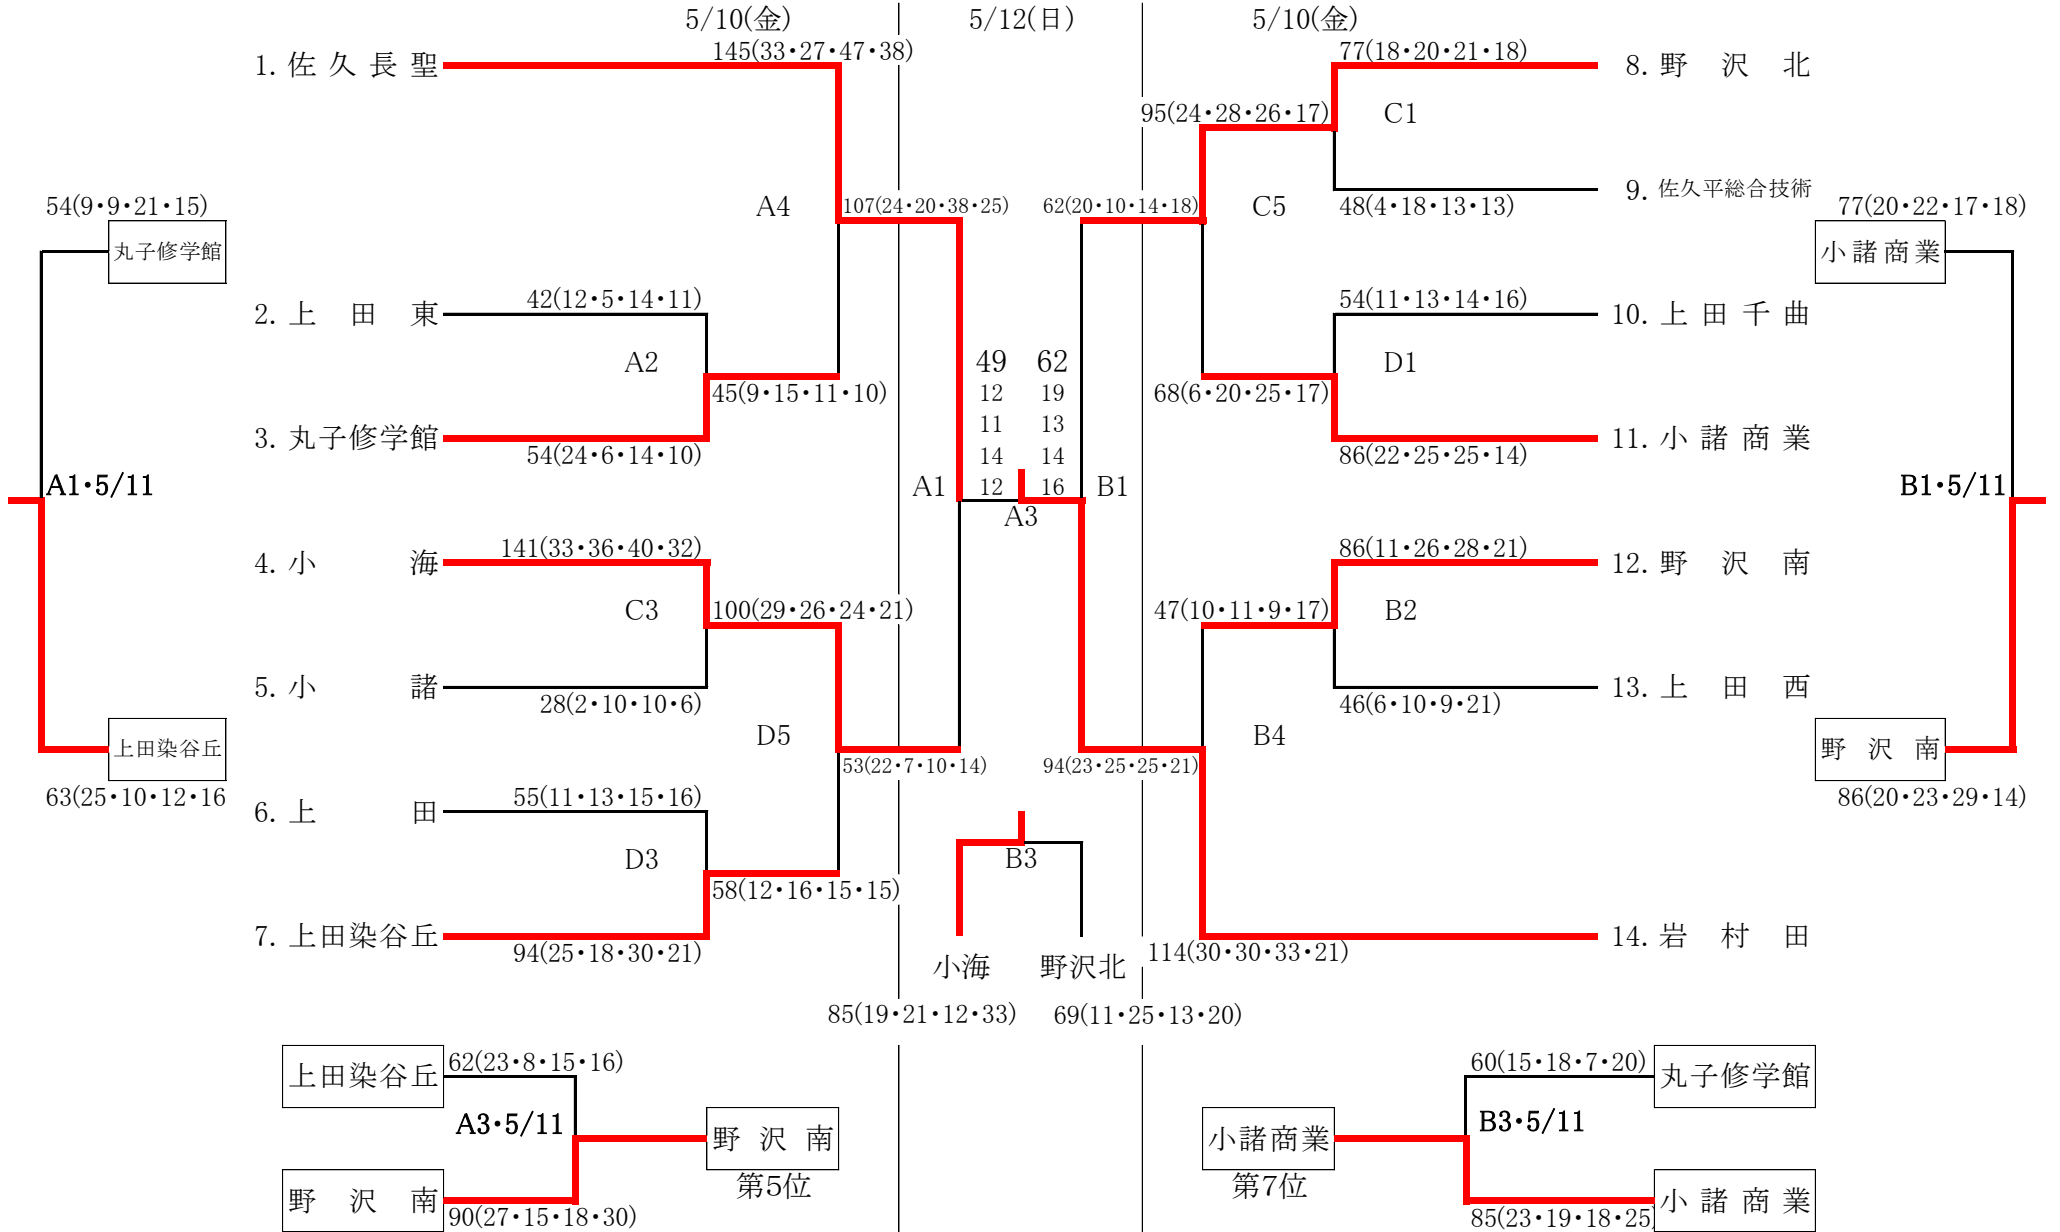 5/10(金) 5/12(日) 5/10(金)
145(33・27・47・38) 77(18・20・21・18)
1. 佐久長聖 8. 野沢北
95(24・28・26・17) C1
54(9・9・21・15) A4 107(24・20・38・25) 62(20・10・14・18) C5 48(4・18・13・13) 9. 佐久平総合技術 77(20・22・17・18)
丸子修学館 小諸商業
2. 上田東 42(12・5・14・11) 54(11・13・14・16) 10. 上田千曲
A2 49 62 D1
45(9・15・11・10) 12 19 68(6・20・25・17)
11 13
3. 丸子修学館 54(24・6・14・10) 14 14 86(22・25・25・14) 11. 小諸商業
A1・5/11 A1 12 16 B1 B1・5/11
A3
4. 小海 141(33・36・40・32) 86(11・26・28・21) 12. 野沢南
C3 100(29・26・24・21) 47(10・11・9・17) B2
5. 小諸 28(2・10・10・6) 46(6・10・9・21) 13. 上田西
上田染谷丘 D5 53(22・7・10・14) 94(23・25・25・21) B4 野沢南
63(25・10・12・16 6. 上田 55(11・13・15・16) 86(20・23・29・14)
D3 58(12・16・15・15) B3
7. 上田染谷丘 94(25・18・30・21) 114(30・30・33・21) 14. 岩村田
小海 野沢北
85(19・21・12・33) 69(11・25・13・20)
上田染谷丘 62(23・8・15・16) 60(15・18・7・20) 丸子修学館
A3・5/11 野沢南 小諸商業 B3・5/11
第5位 第7位
野沢南 90(27・15・18・30) 85(23・19・18・25) 小諸商業